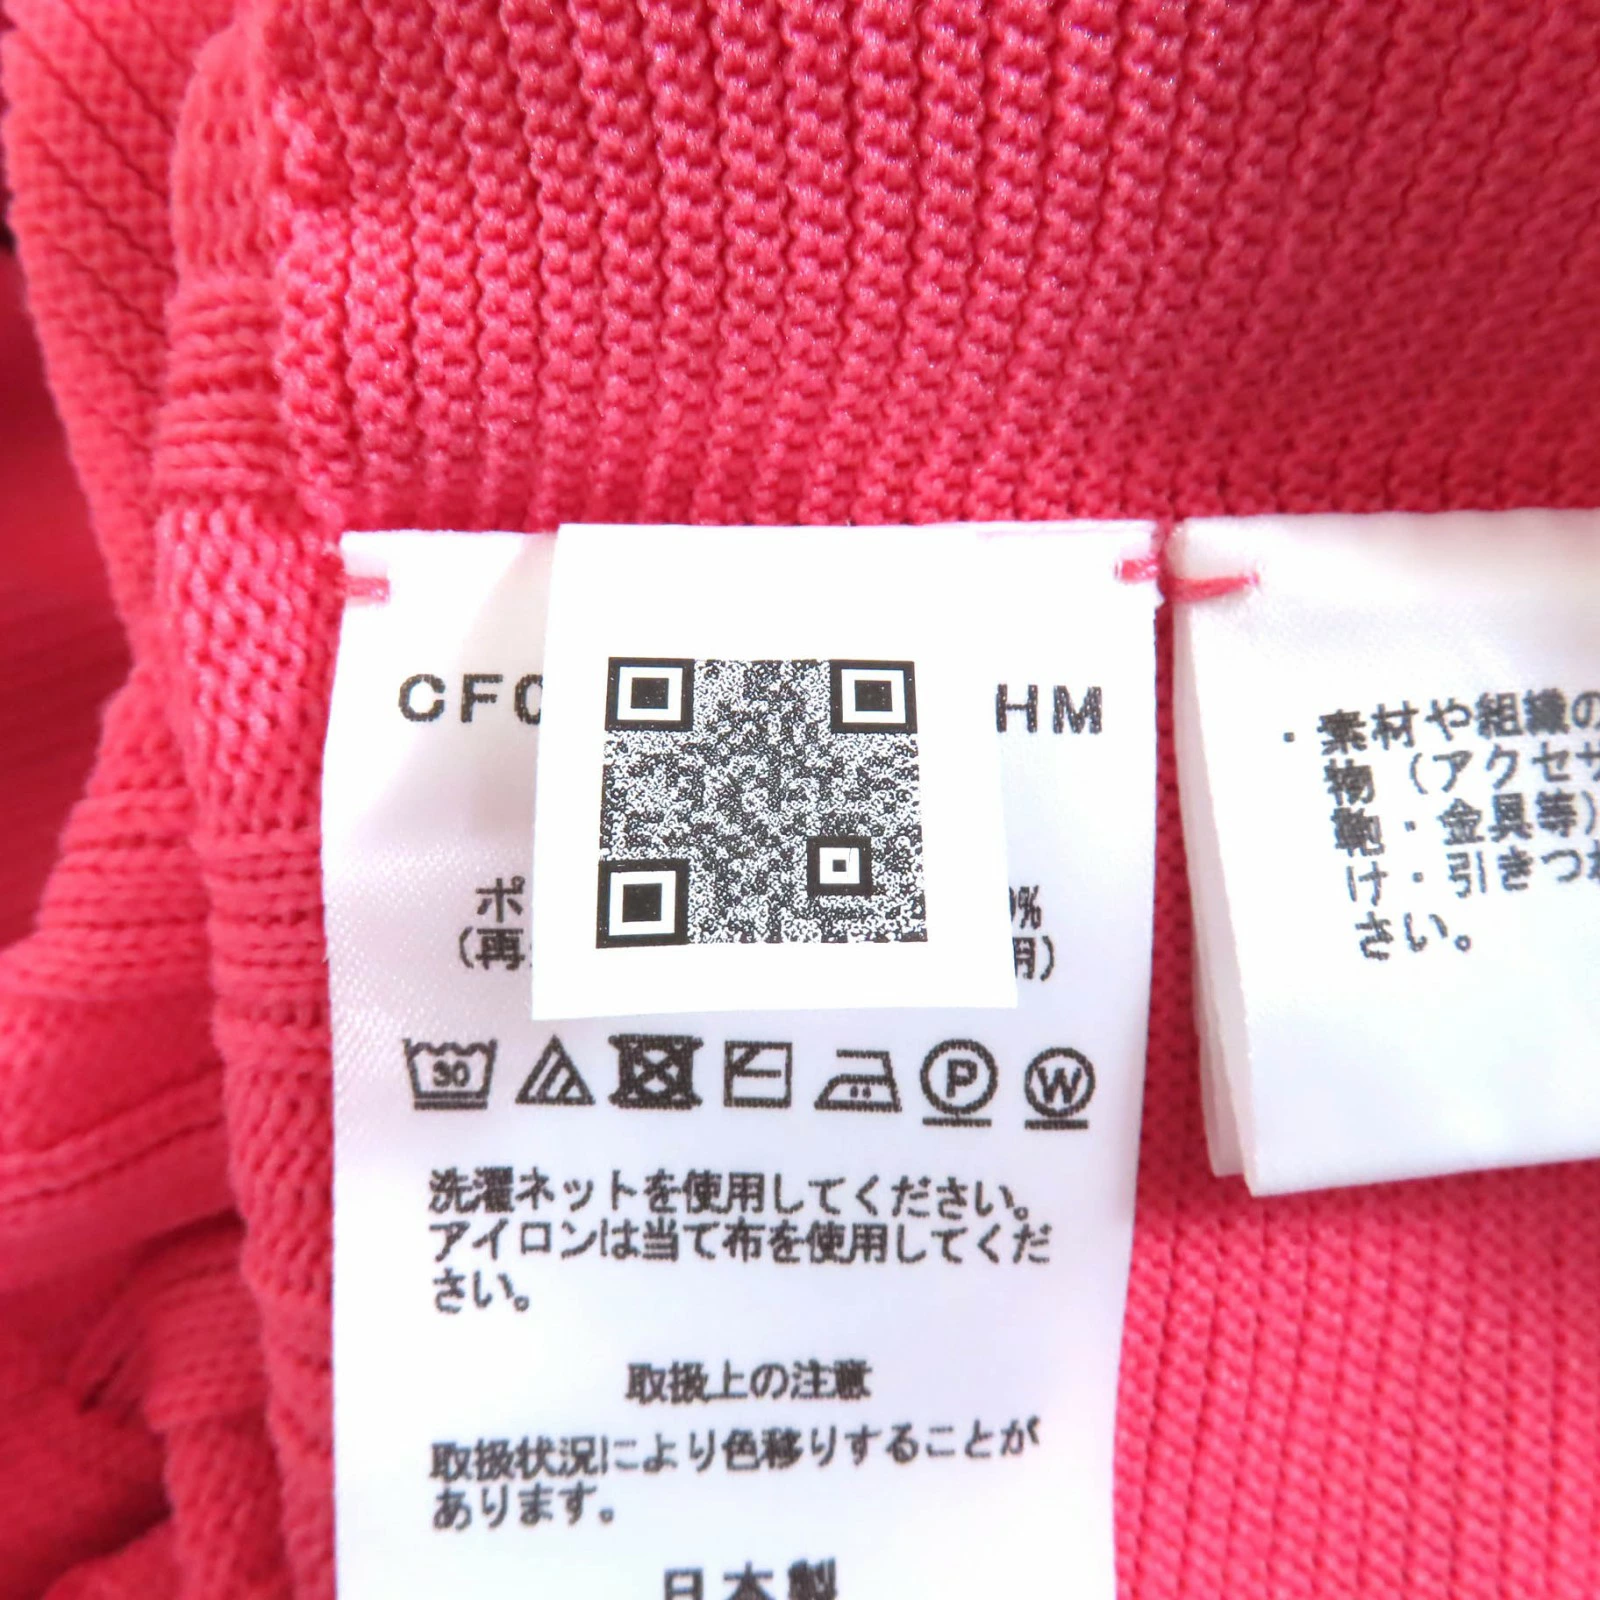 HM
(再
%
用)
30
P
W
洗濯ネットを使用してください。
アイロンは当て布を使用してくだ
さい。
取扱上の注意
取扱状況により色移りすることが
あります。
日本製
・素材や組織の
物(アクセサ
鞄・金具等)
け・引きつ
さい。